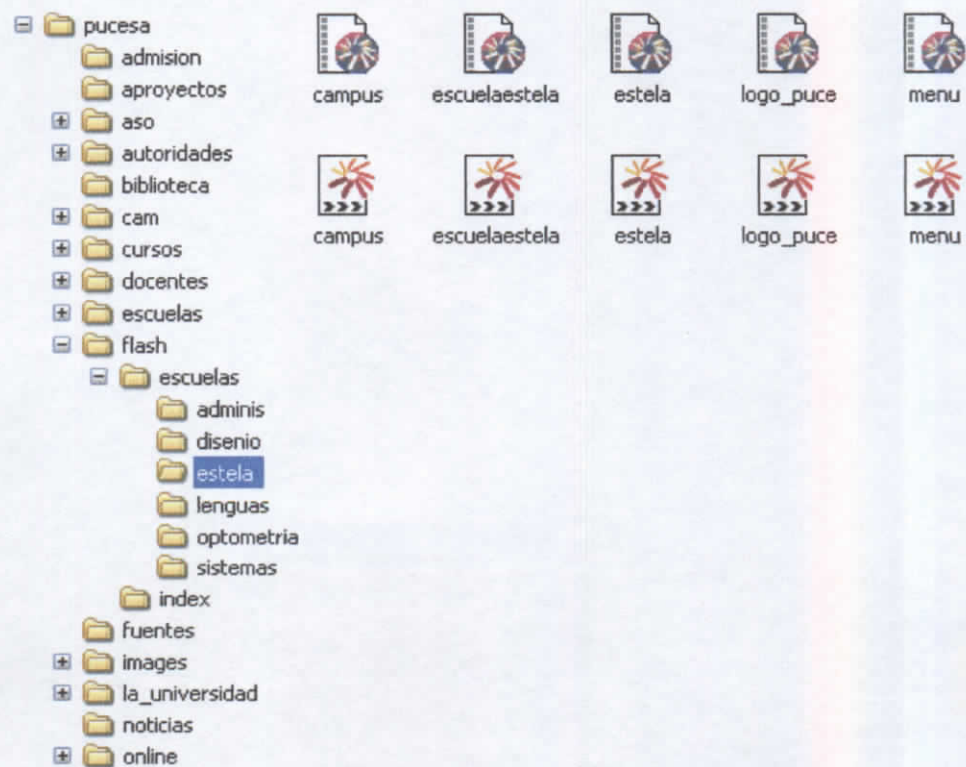 pucesa
admision
aproyectos
aso
autoridades
biblioteca
cam
cursos
docentes
escuelas
flash
escuelas
adminis
disenio
estela
lenguas
optometria
sistemas
index
fuentes
images
la_universidad
noticias
online
campus escuelaestela estela logo_puce menu
campus escuelaestela estela logo_puce menu